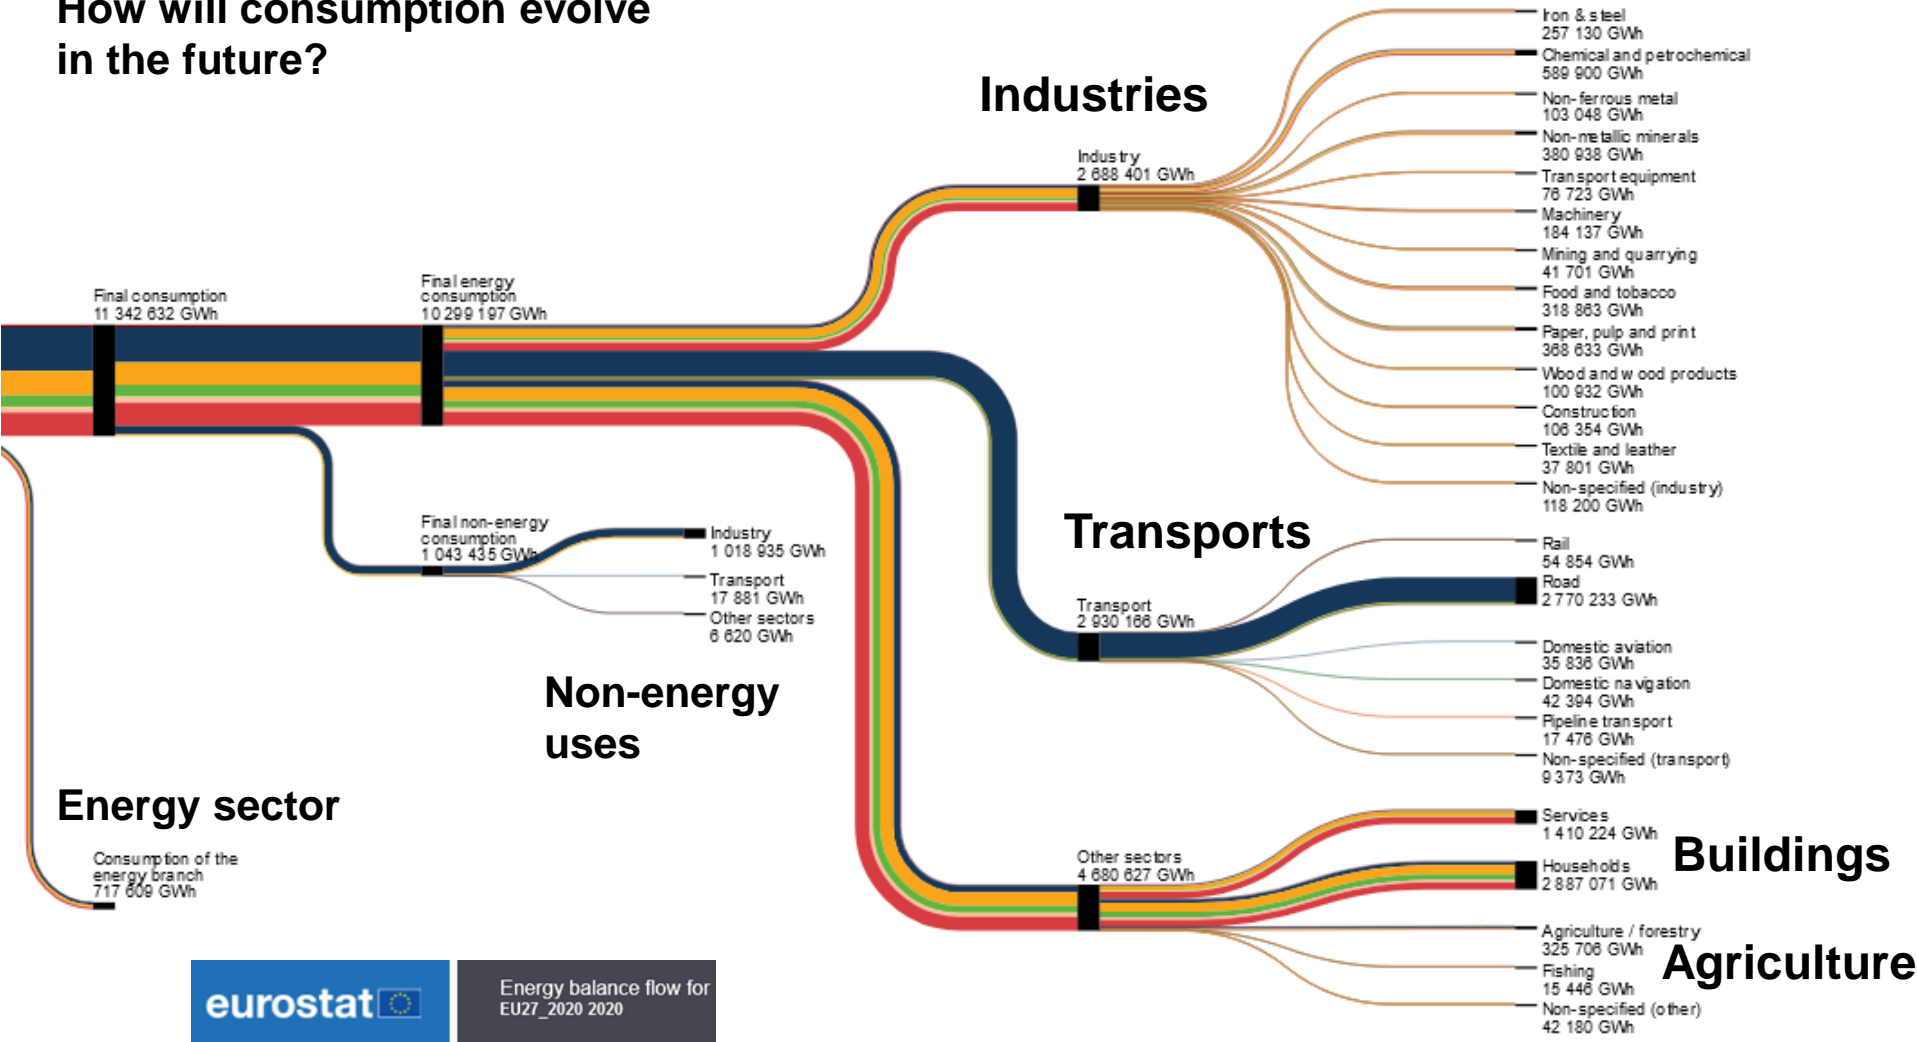 How will consumption evolve
in the future?
Industries
Iron & steel
257 130 GWh
Chemical and petrochemical
589 900 GWh
Non-ferrous metal
103 048 GWh
Non-metallic minerals
380 938 GWh
Transport equipment
76 723 GWh
Machinery
184 137 GWh
Mining and quarrying
41 701 GWh
Food and tobacco
318 863 GWh
Paper, pulp and print
368 633 GWh
Wood and wood products
100 932 GWh
Construction
106 354 GWh
Textile and leather
37 801 GWh
Non-specified (industry)
118 200 GWh
Industry
2 688 401 GWh
Final consumption
11 342 632 GWh
Final energy
consumption
10 299 197 GWh
Final non-energy
consumption
1 043 435 GWh
Industry
1 018 935 GWh
Transport
17 881 GWh
Other sectors
6 620 GWh
Non-energy
uses
Transports
Transport
2 930 166 GWh
Rail
54 854 GWh
Road
2 770 233 GWh
Domestic aviation
35 836 GWh
Domestic navigation
42 394 GWh
Pipeline transport
17 476 GWh
Non-specified (transport)
9 373 GWh
Energy sector
Consumption of the
energy branch
717 609 GWh
Other sectors
4 680 627 GWh
Services
1 410 224 GWh
Households
2 887 071 GWh
Buildings
Agriculture / forestry
325 706 GWh
Fishing
15 446 GWh
Non-specified (other)
42 180 GWh
Agriculture
eurostat
Energy balance flow for
EU27_2020 2020